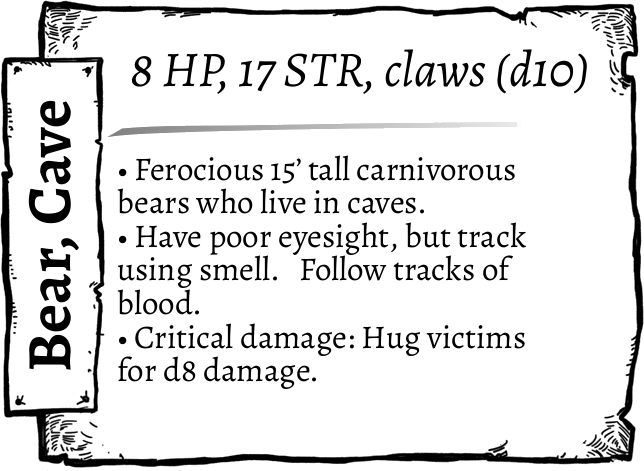 Bear, Cave
8 HP, 17 STR, claws (d10)
• Ferocious 15’ tall carnivorous
bears who live in caves.
• Have poor eyesight, but track
using smell.   Follow tracks of
blood.
• Critical damage: Hug victims
for d8 damage.